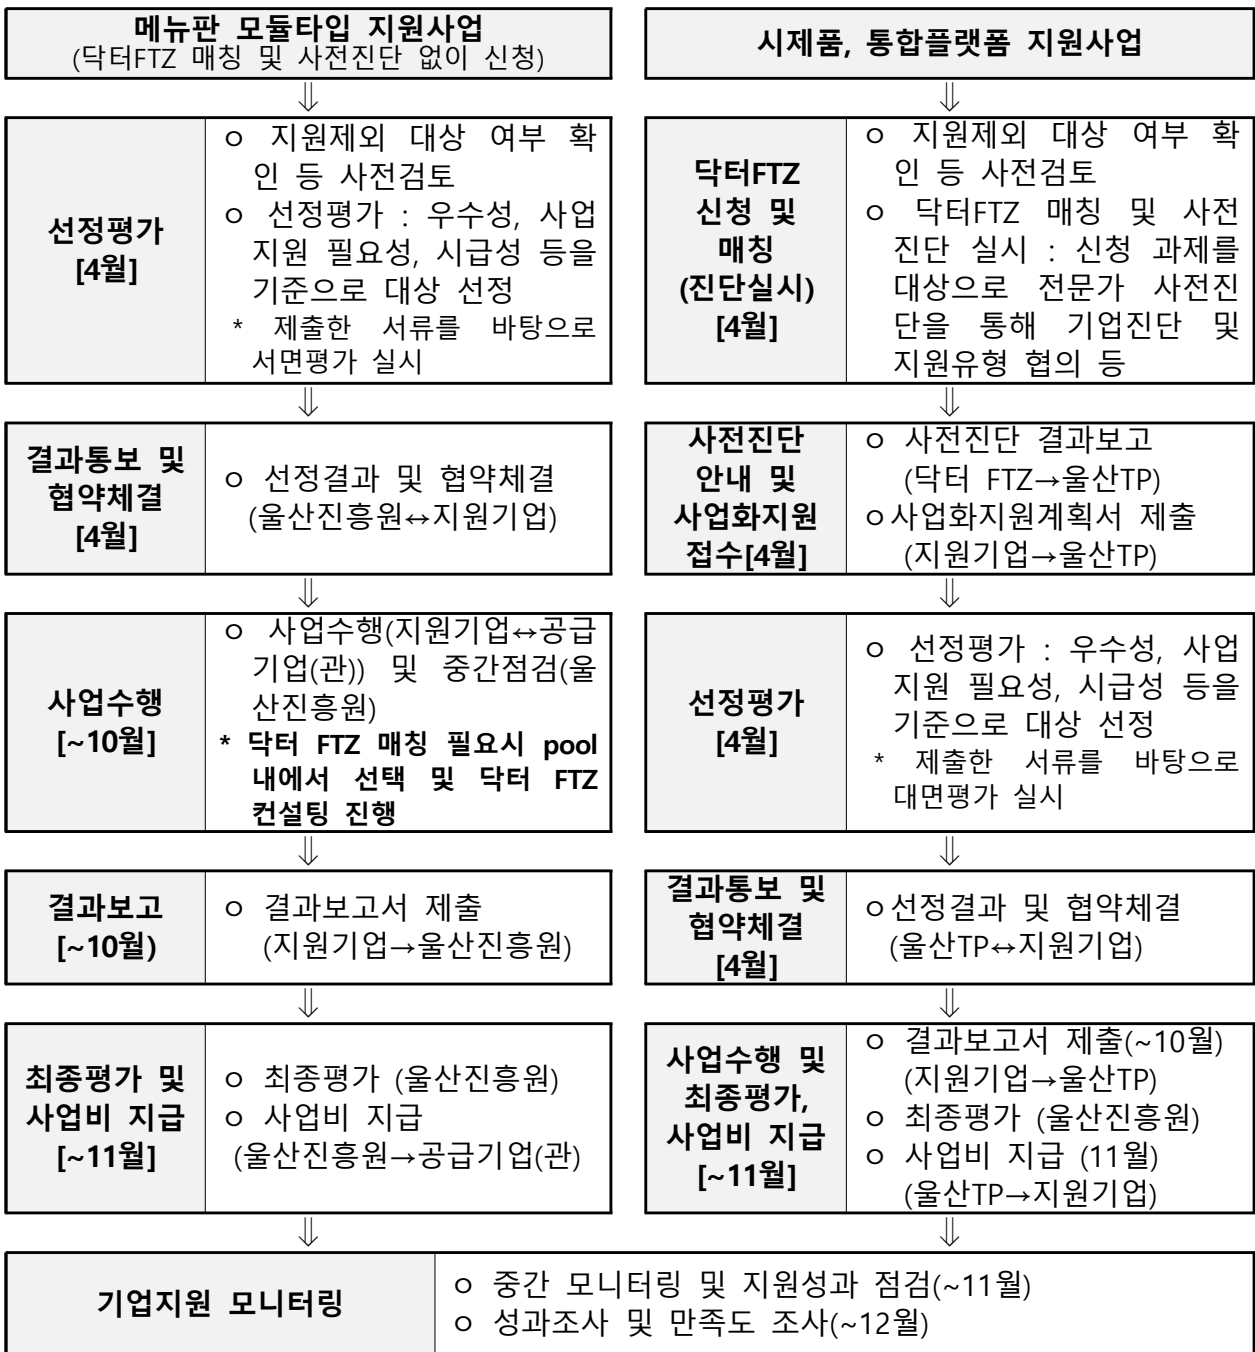 메뉴판 모듈타입 지원사업
(닥터FTZ 매칭 및 사전진단 없이 신청)
⇓
선정평가
[4월]
ㅇ 지원제외 대상 여부 확
인 등 사전검토
ㅇ 선정평가 : 우수성, 사업
지원 필요성, 시급성 등을
기준으로 대상 선정
* 제출한 서류를 바탕으로
서면평가 실시
⇓
결과통보 및
협약체결
[4월]
ㅇ 선정결과 및 협약체결
(울산진흥원↔지원기업)
⇓
사업수행
[~10월]
ㅇ 사업수행(지원기업↔공급
기업(관)) 및 중간점검(울
산진흥원)
* 닥터 FTZ 매칭 필요시 pool
내에서 선택 및 닥터 FTZ
컨설팅 진행
⇓
결과보고
[~10월)
ㅇ 결과보고서 제출
(지원기업→울산진흥원)
⇓
최종평가 및
사업비 지급
[~11월]
ㅇ 최종평가 (울산진흥원)
ㅇ 사업비 지급
(울산진흥원→공급기업(관)
⇓
시제품, 통합플랫폼 지원사업
⇓
닥터FTZ
신청 및
매칭
(진단실시)
[4월]
ㅇ 지원제외 대상 여부 확
인 등 사전검토
ㅇ 닥터FTZ 매칭 및 사전
진단 실시 : 신청 과제를
대상으로 전문가 사전진
단을 통해 기업진단 및
지원유형 협의 등
⇓
사전진단
안내 및
사업화지원
접수[4월]
ㅇ 사전진단 결과보고
(닥터 FTZ→울산TP)
ㅇ사업화지원계획서 제출
(지원기업→울산TP)
⇓
선정평가
[4월]
ㅇ 선정평가 : 우수성, 사업
지원 필요성, 시급성 등을
기준으로 대상 선정
* 제출한 서류를 바탕으로
대면평가 실시
⇓
결과통보 및
협약체결
[4월]
ㅇ선정결과 및 협약체결
(울산TP↔지원기업)
⇓
사업수행 및
최종평가,
사업비 지급
[~11월]
ㅇ 결과보고서 제출(~10월)
(지원기업→울산TP)
ㅇ 최종평가 (울산진흥원)
ㅇ 사업비 지급 (11월)
(울산TP→지원기업)
⇓
기업지원 모니터링
ㅇ 중간 모니터링 및 지원성과 점검(~11월)
ㅇ 성과조사 및 만족도 조사(~12월)